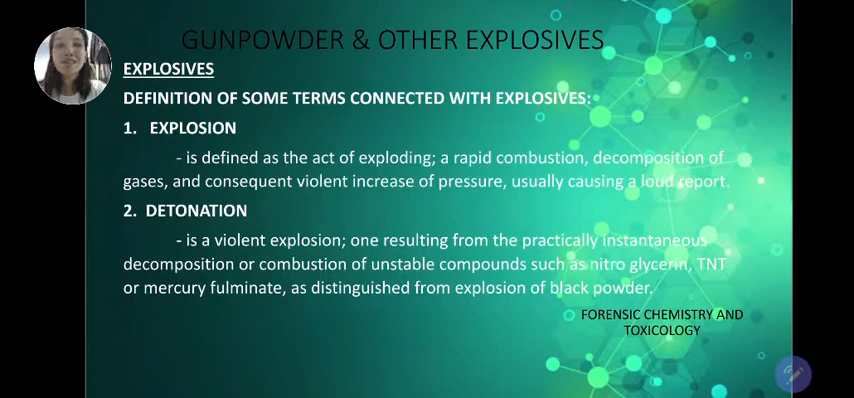 GUNPOWDER & OTHER EXPLOSIVES
EXPLOSIVES
DEFINITION OF SOME TERMS CONNECTED WITH EXPLOSIVES:
1. EXPLOSION
- is defined as the act of exploding; a rapid combustion, decomposition of
gases, and consequent violent increase of pressure, usually causing a loud report.
2. DETONATION
- is a violent explosion; one resulting from the practically instantaneous
decomposition or combustion of unstable compounds such as nitro glycerin, TNT
or mercury fulminate, as distinguished from explosion of black powder.
FORENSIC CHEMISTRY AND
TOXICOLOGY